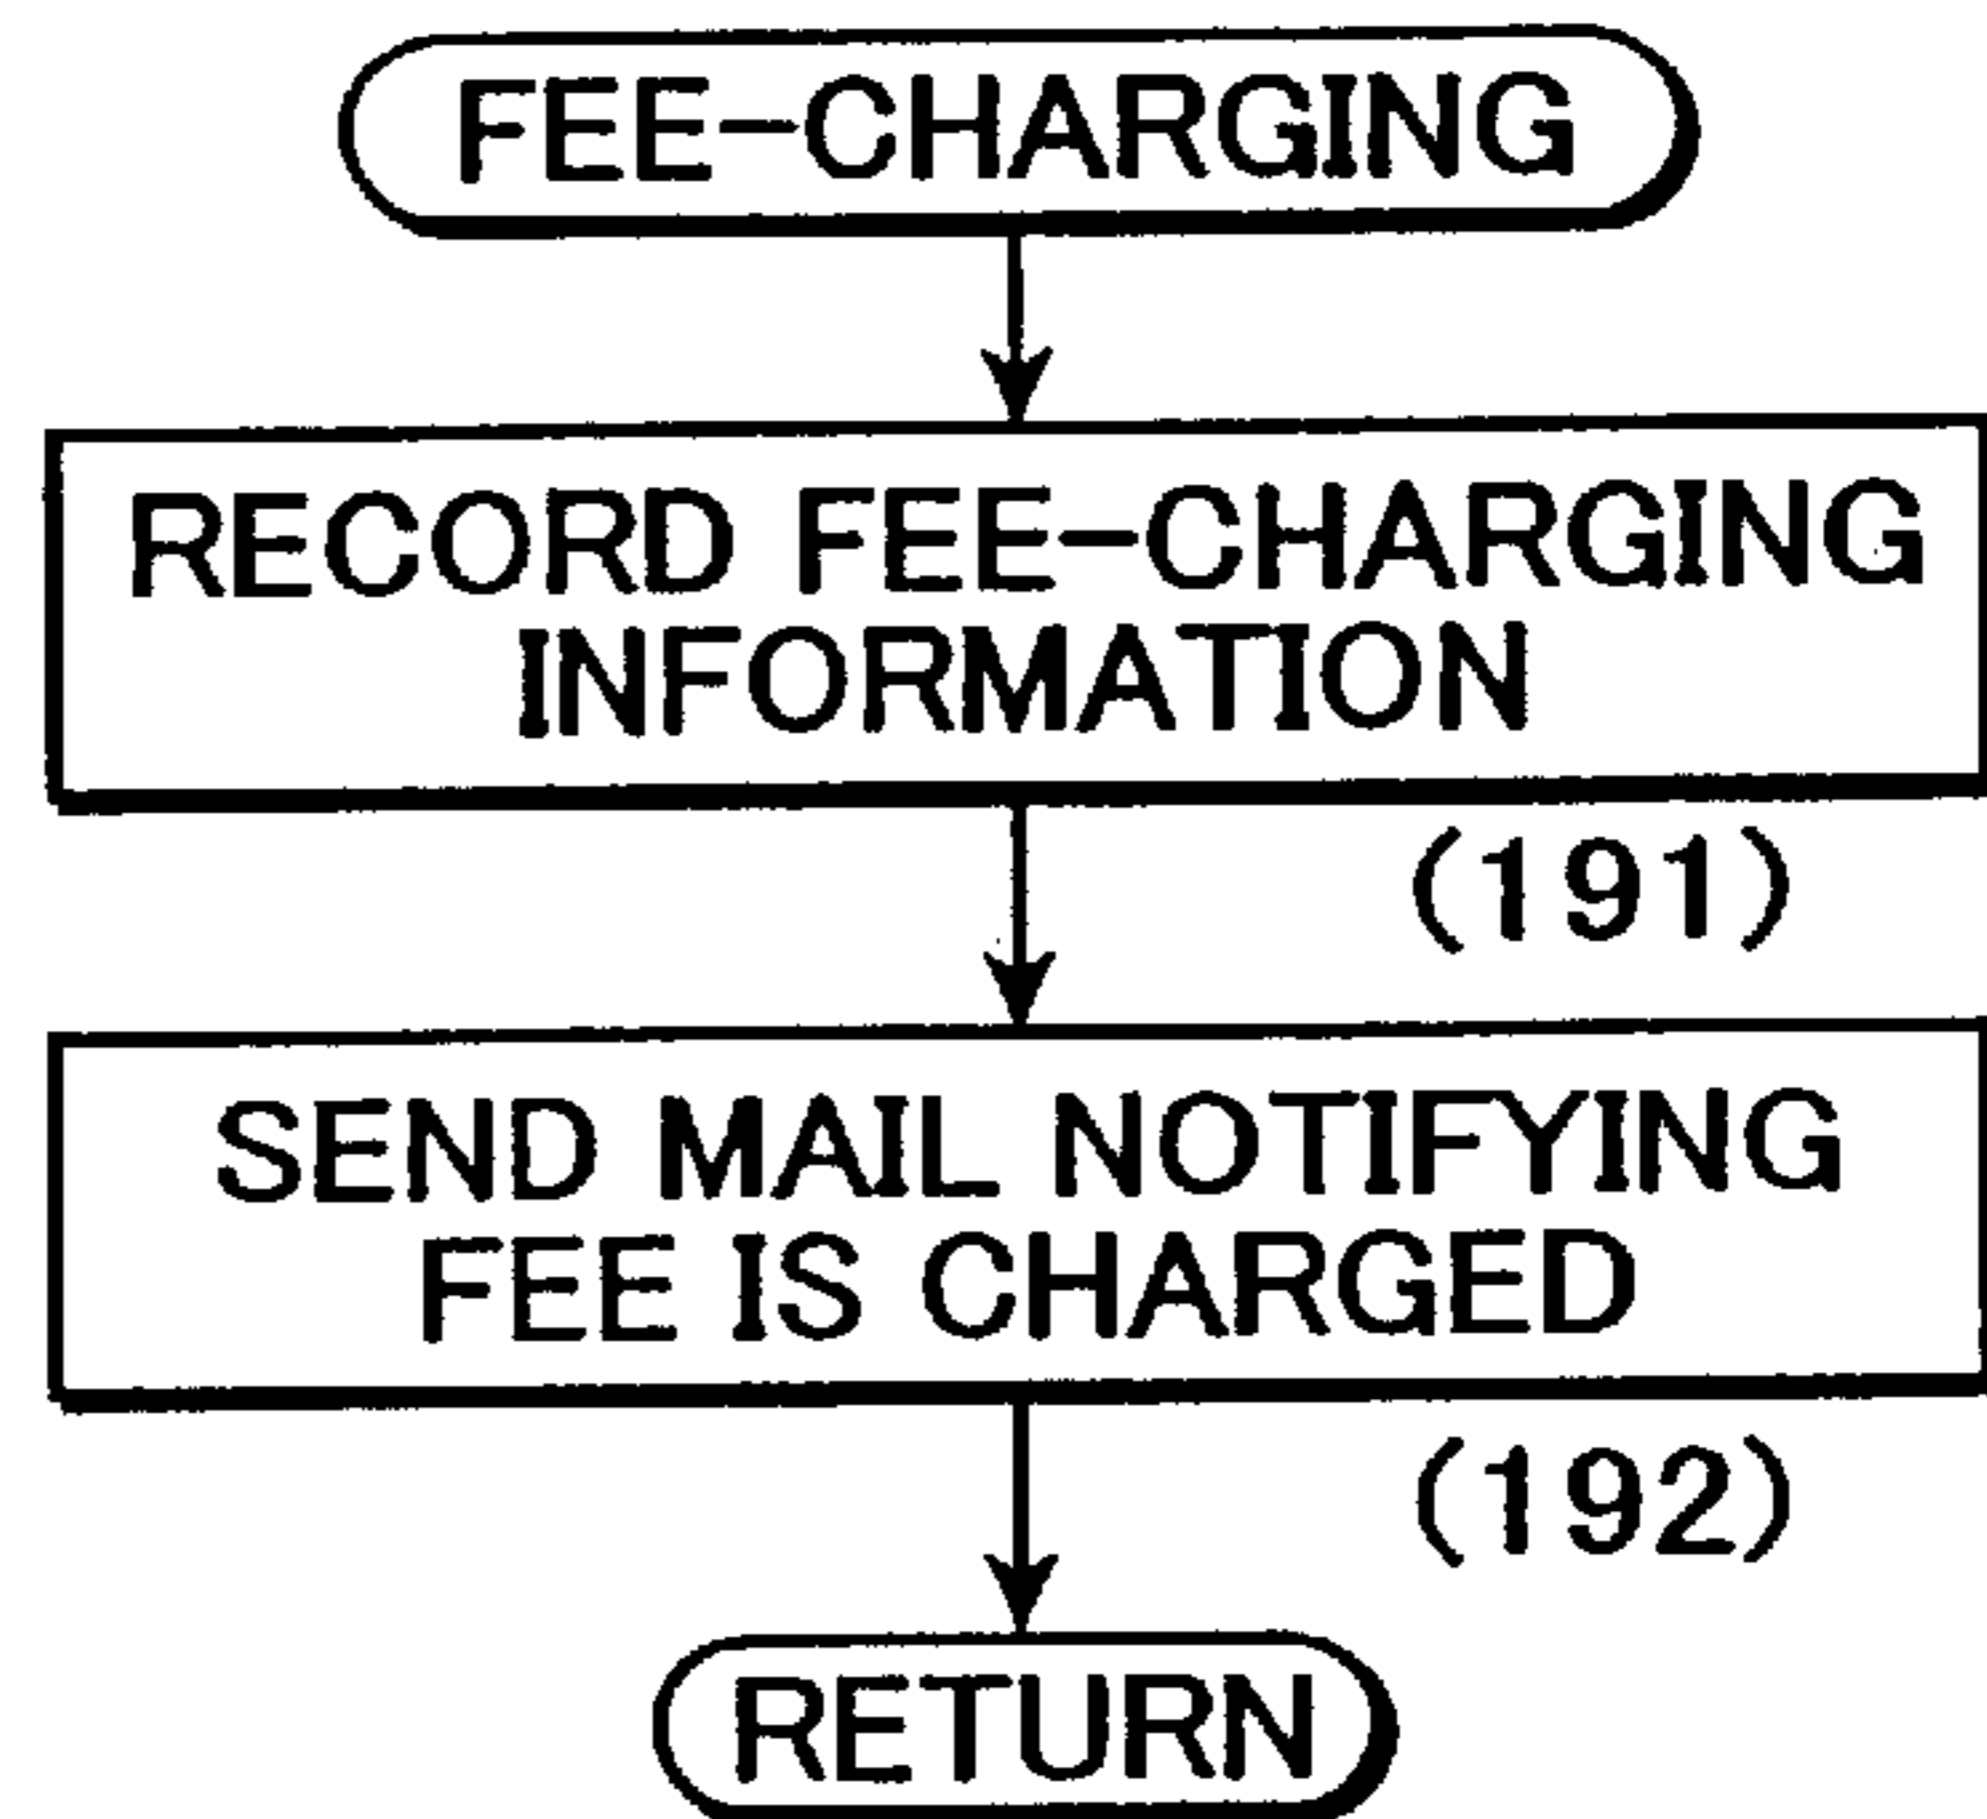 FEE-CHARGING
RECORD FEE-CHARGING
INFORMATION
(191)
SEND MAIL NOTIFYING
FEE IS CHARGED
(192)
RETURN